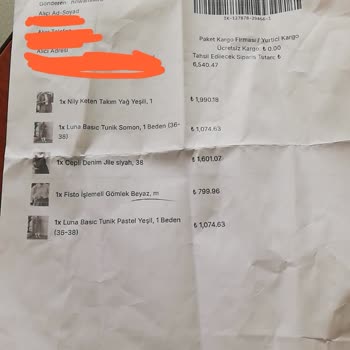 Gönderen:
Alıcı Ad-Soyad
Alıcı Adresi
Paket Kargo Firması / Yurtici Kargo
Ücretsiz Kargo ₺ 0.00
Tahsil Edilecek Sipariş Tutarı: ₺
6,540.47
1x Nily Keten Takım Yağ Yeşil, 1 ₺ 1,990.19
1x Luna Basic Tunik Somon, 1 Beden (36-
38) ₺ 1,074.63
1x Cepli Denim Jile siyah, 38 ₺ 1,601.07
1x Fisto İşlemeli Gömlek Beyaz, m ₺ 799.96
1x Luna Basic Tunik Pastel Yeşil, 1 Beden
(36-38) ₺ 1,074.63